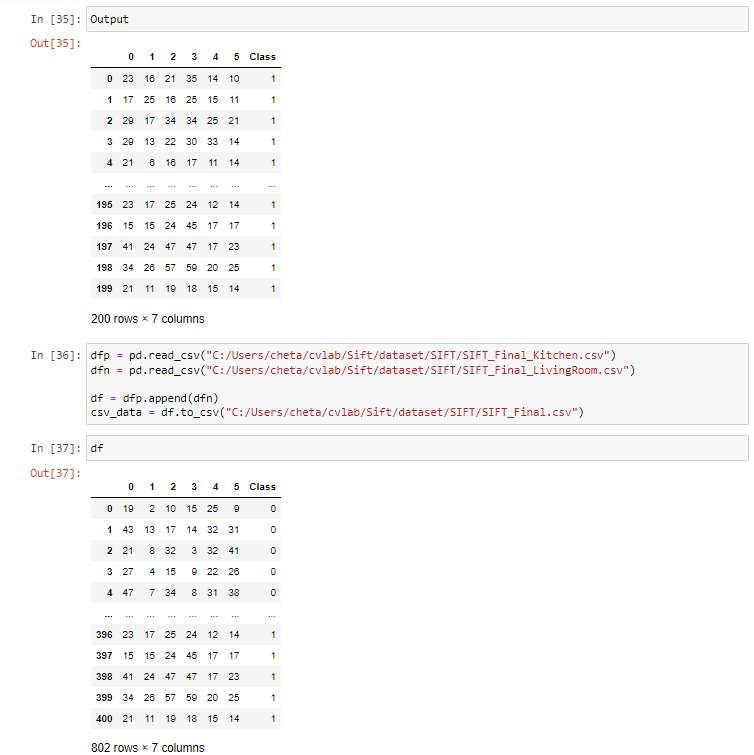 In [35]: Output
Out[35]:
0 1 2 3 4 5 Class
0 23 16 21 35 14 10 1
1 17 25 16 25 15 11 1
2 29 17 34 34 25 21 1
3 29 13 22 30 33 14 1
4 21 6 16 17 11 14 1
... ... ... ... ... ... ... ...
195 23 17 25 24 12 14 1
196 15 15 24 45 17 17 1
197 41 24 47 47 17 23 1
198 34 26 57 59 20 25 1
199 21 11 19 18 15 14 1
200 rows × 7 columns
In [36]: dfp = pd.read_csv("C:/Users/cheta/cvlab/Sift/dataset/SIFT/SIFT_Final_Kitchen.csv")
dfn = pd.read_csv("C:/Users/cheta/cvlab/Sift/dataset/SIFT/SIFT_Final_LivingRoom.csv")
df = dfp.append(dfn)
csv_data = df.to_csv("C:/Users/cheta/cvlab/Sift/dataset/SIFT/SIFT_Final.csv")
In [37]: df
Out[37]:
0 1 2 3 4 5 Class
0 19 2 10 15 25 9 0
1 43 13 17 14 32 31 0
2 21 8 32 3 32 41 0
3 27 4 15 9 22 26 0
4 47 7 34 8 31 38 0
... ... ... ... ... ... ... ...
396 23 17 25 24 12 14 1
397 15 15 24 45 17 17 1
398 41 24 47 47 17 23 1
399 34 26 57 59 20 25 1
400 21 11 19 18 15 14 1
802 rows × 7 columns